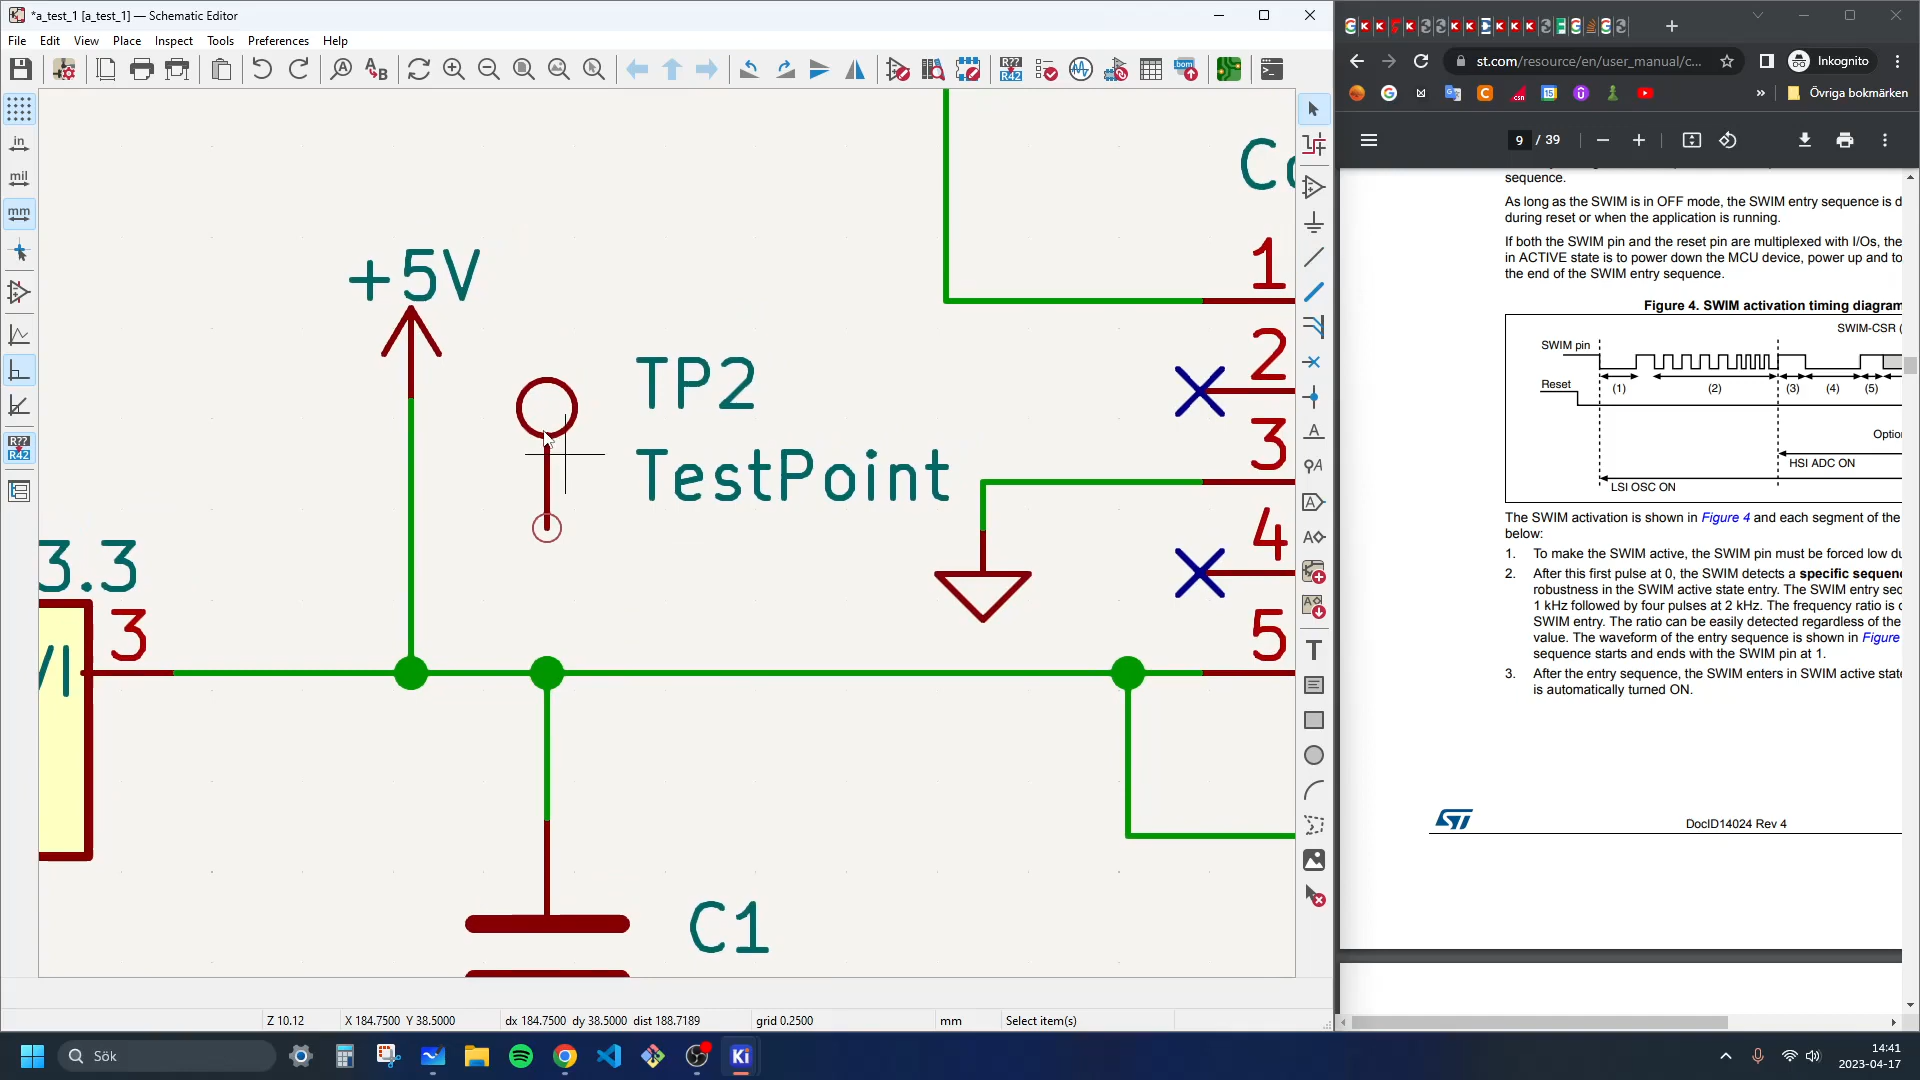 *a_test_1 [a_test_1] — Schematic Editor
File Edit View Place Inspect Tools Preferences Help
in
mil
mm
R??
R42
R??
R42
bom
+5V
TP2
TestPoint
3.3
3
VI
C1
1
2
3
4
5
A
A
T
Z 10.12
X 184.7500 Y 38.5000
dx 184.7500 dy 38.5000 dist 188.7189
grid 0.2500
mm
Select item(s)
st.com/resource/en/user_manual/c...
Inkognito
» Övriga bokmärken
9 / 39
sequence.
As long as the SWIM is in OFF mode, the SWIM entry sequence is d
during reset or when the application is running.
If both the SWIM pin and the reset pin are multiplexed with I/Os, the
in ACTIVE state is to power down the MCU device, power up and to
the end of the SWIM entry sequence.
Figure 4. SWIM activation timing diagram
SWIM-CSR (
SWIM pin
Reset
(1)
(2)
(3)
(4)
(5)
Optio
HSI ADC ON
LSI OSC ON
The SWIM activation is shown in Figure 4 and each segment of the
below:
1. To make the SWIM active, the SWIM pin must be forced low du
2. After this first pulse at 0, the SWIM detects a specific sequenc
robustness in the SWIM active state entry. The SWIM entry sec
1 kHz followed by four pulses at 2 kHz. The frequency ratio is c
SWIM entry. The ratio can be easily detected regardless of the
value. The waveform of the entry sequence is shown in Figure
sequence starts and ends with the SWIM pin at 1.
3. After the entry sequence, the SWIM enters in SWIM active state
is automatically turned ON.
ST
DocID14024 Rev 4
Sök
Ki
14:41
2023-04-17